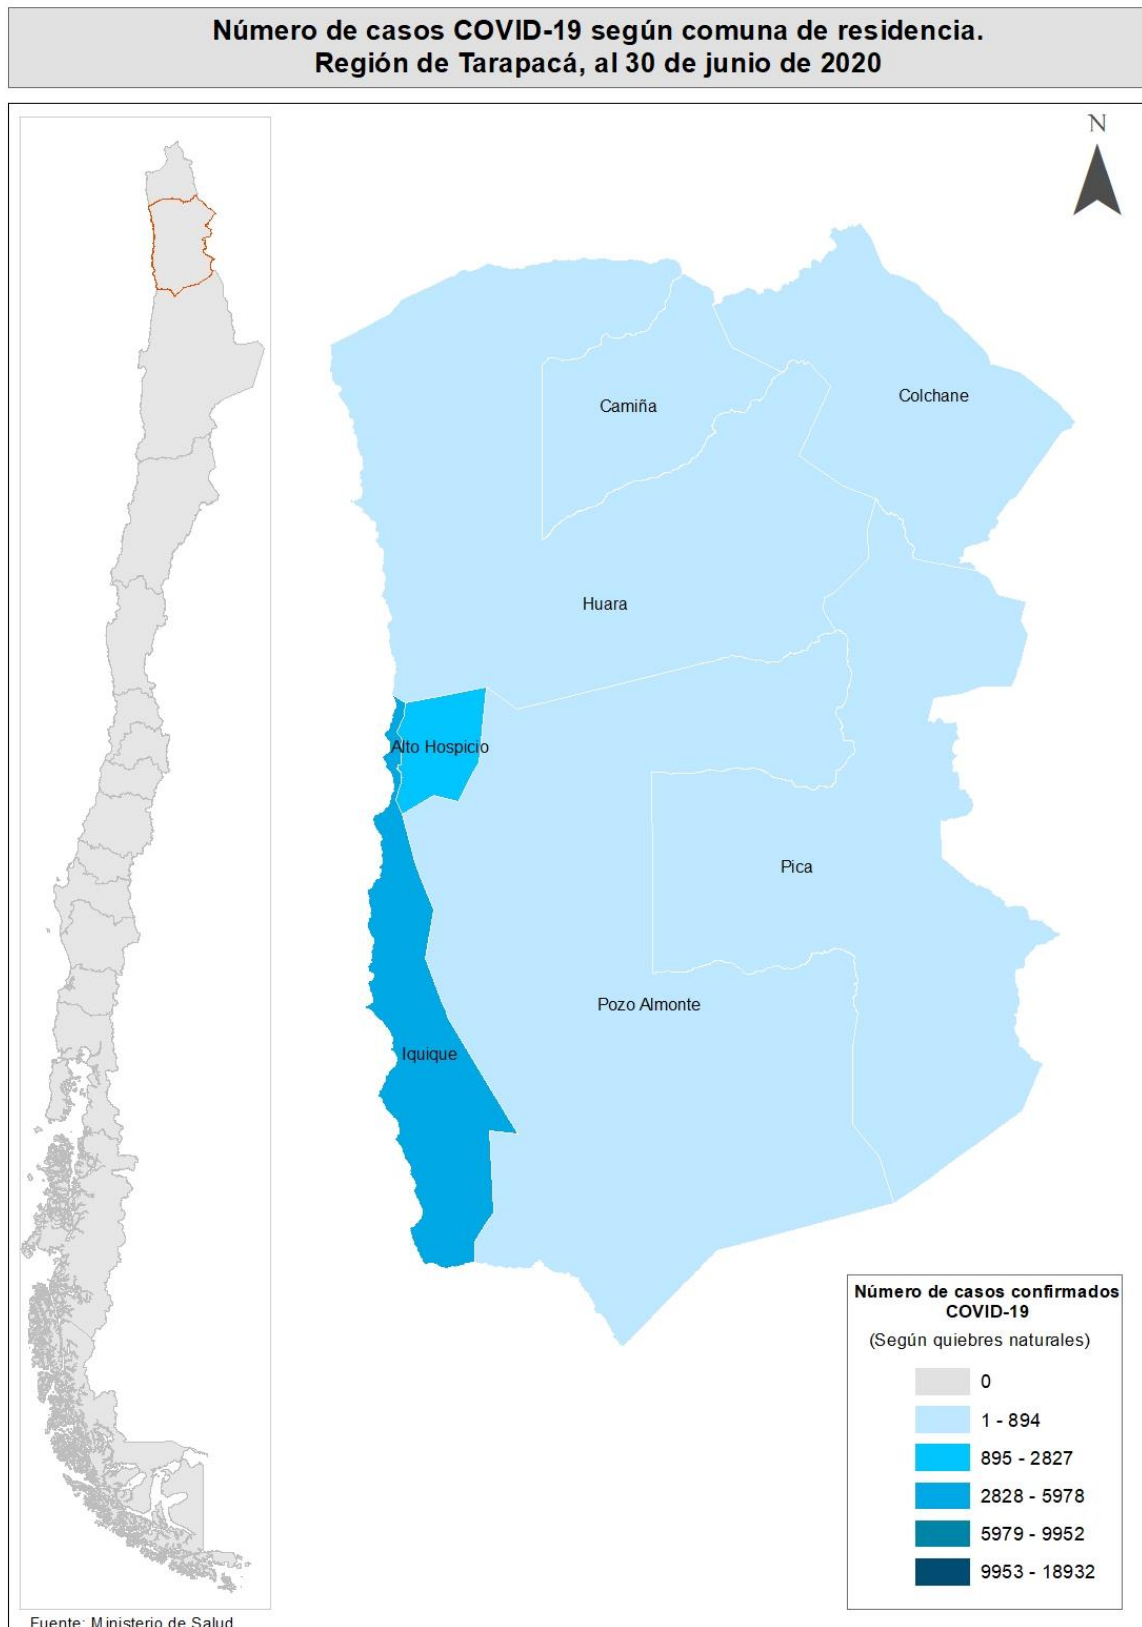 Número de casos COVID-19 según comuna de residencia.
Región de Tarapacá, al 30 de junio de 2020
N
Colchane
Camiña
Huara
Alto Hospicio
Pica
Pozo Almonte
Iquique
Número de casos confirmados
COVID-19
(Según quiebres naturales)
0
1 - 894
895 - 2827
2828 - 5978
5979 - 9952
9953 - 18932
Fuente: Ministerio de Salud